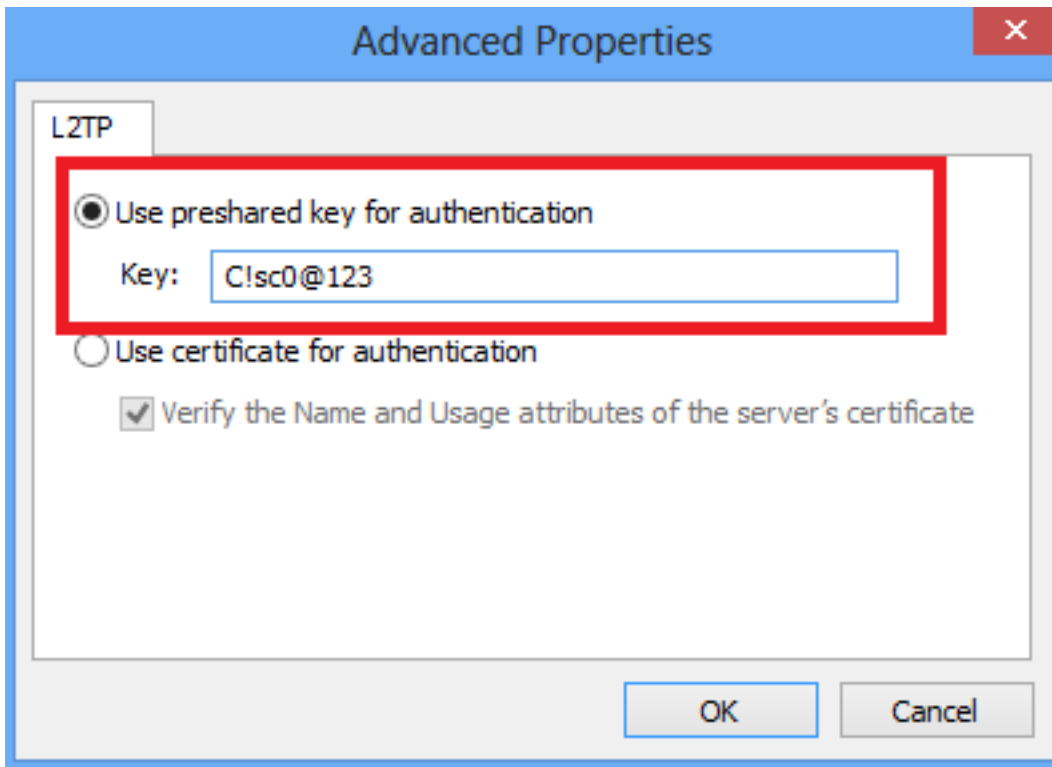 Advanced Properties
L2TP
Use preshared key for authentication
Key: C!sc0@123
Use certificate for authentication
Verify the Name and Usage attributes of the server's certificate
OK Cancel